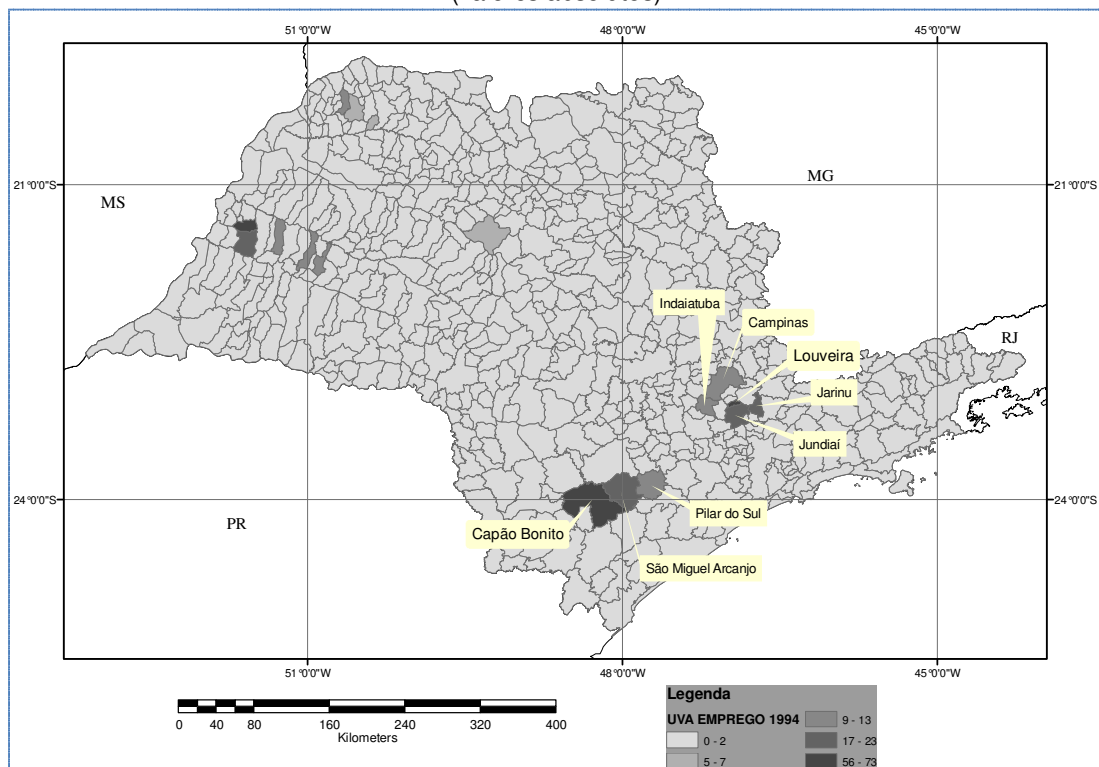 51°0'0"W 48°0'0"W 45°0'0"W
21°0'0"S 21°0'0"S
MG
MS
Indaiatuba
Campinas
RJ
Louveira
Jarinu
Jundiaí
24°0'0"S 24°0'0"S
Pilar do Sul
PR
Capão Bonito
São Miguel Arcanjo
51°0'0"W 48°0'0"W 45°0'0"W
0 40 80 160 240 320 400
Kilometers
Legenda
UVA EMPREGO 1994
0 - 2
5 - 7
9 - 13
17 - 23
56 - 73